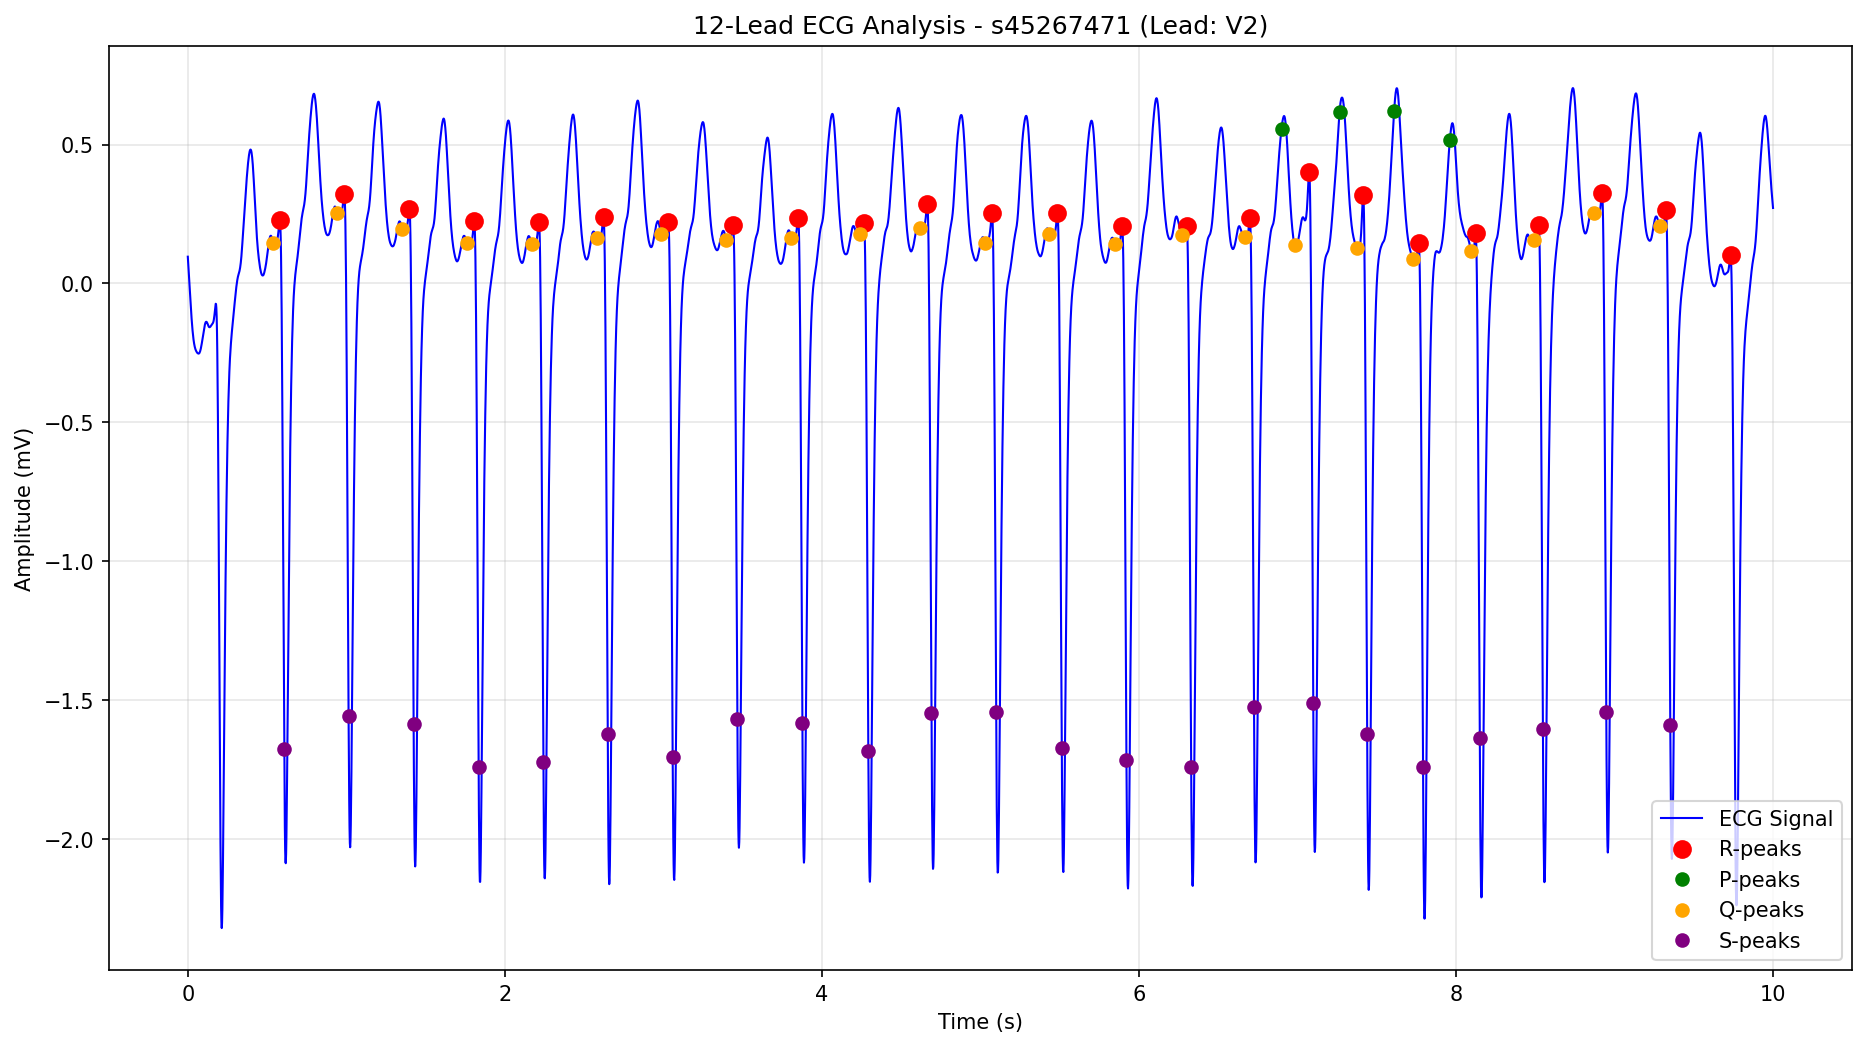 12-Lead ECG Analysis - s45267471 (Lead: V2)
Amplitude (mV)
0.5
0.0
−0.5
−1.0
−1.5
−2.0
0 2 4 6 8 10
Time (s)
ECG Signal
R-peaks
P-peaks
Q-peaks
S-peaks